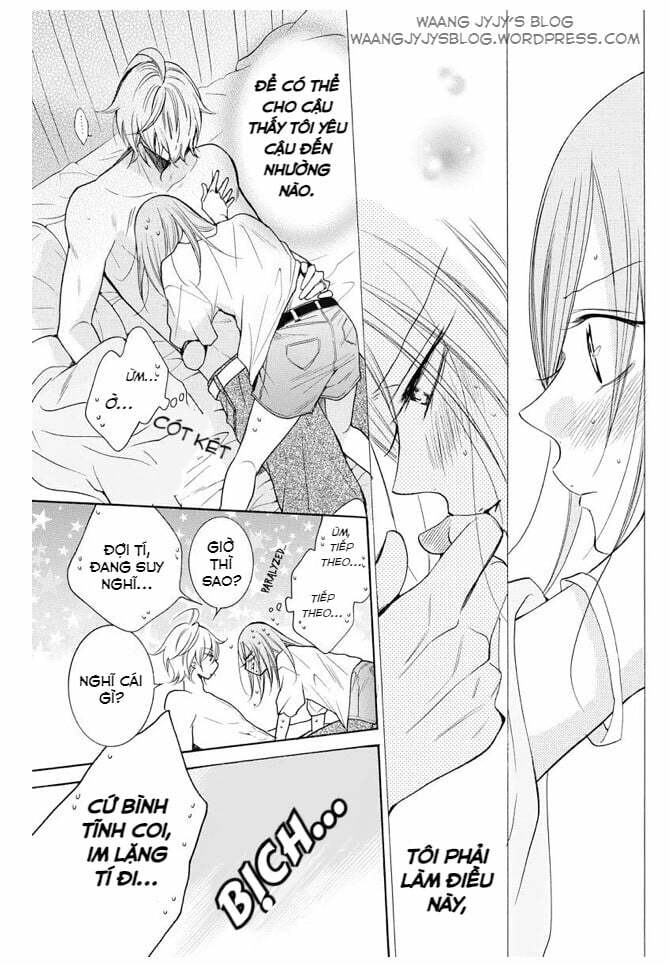 WAANG JYJY'S BLOG
WAANGJYJYSBLOG.WORDPRESS.COM
TÔI PHẢI
LÀM ĐIỀU
NÀY,
ĐỂ CÓ THỂ
CHO CẬU
THẤY TÔI YÊU
CẬU ĐẾN
NHƯỜNG
NÀO.
ỪM...
Ở...
CÓT KÉT
ỪM,
TIẾP
THEO...
TIẾP
THEO...
PARALYZED...
GIỜ
THÌ
SAO?
ĐỢI TÍ,
ĐANG SUY
NGHĨ...
NGHĨ CÁI
GÌ?
CỨ BÌNH
TĨNH COI,
IM LẶNG
TÍ ĐI...
BỊCH...